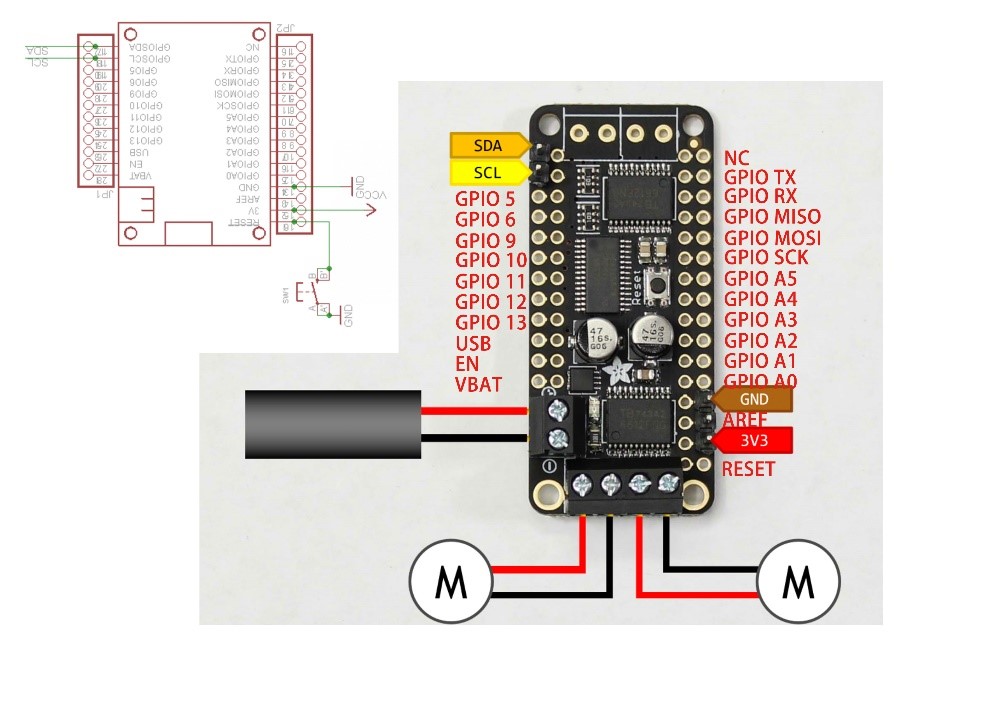 JP2
NC
GPIOTX
GPIORX
GPIOMISO
GPIOMOSI
GPIOSCK
GPIOA5
GPIOA4
GPIOA3
GPIOA2
GPIOA1
GPIOA0
GND
AREF
3V
RESET
GPIOSDA
GPIOSCL
GPIO5
GPIO6
GPIO9
GPIO10
GPIO11
GPIO12
GPIO13
USB
EN
VBAT
JP1
SDA
SCL
GND
VCC
SW1
B
B'
A
A'
GND
SDA
SCL
GPIO 5
GPIO 6
GPIO 9
GPIO 10
GPIO 11
GPIO 12
GPIO 13
USB
EN
VBAT
NC
GPIO TX
GPIO RX
GPIO MISO
GPIO MOSI
GPIO SCK
GPIO A5
GPIO A4
GPIO A3
GPIO A2
GPIO A1
GPIO A0
GND
AREF
3V3
RESET
Reset
47
16S.
G06
47
16S.
M
M